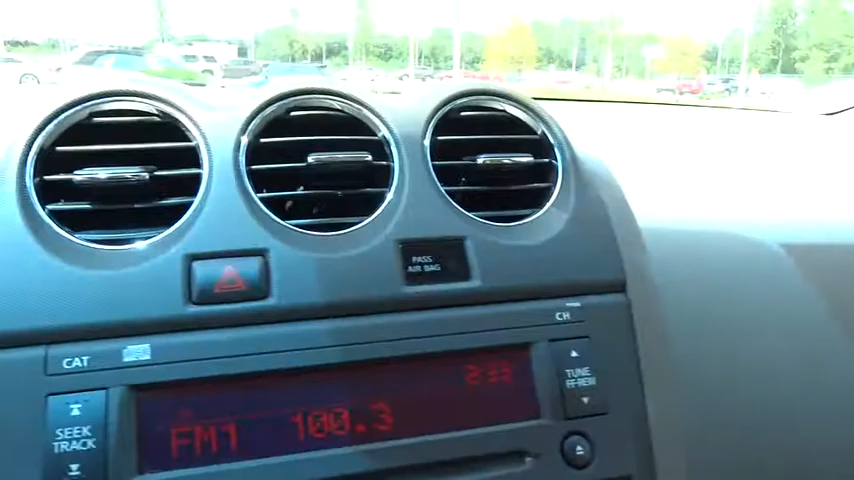 PASS
AIR BAG
CH
CAT
TUNE
FF·REW
SEEK
TRACK
FM1 100.3